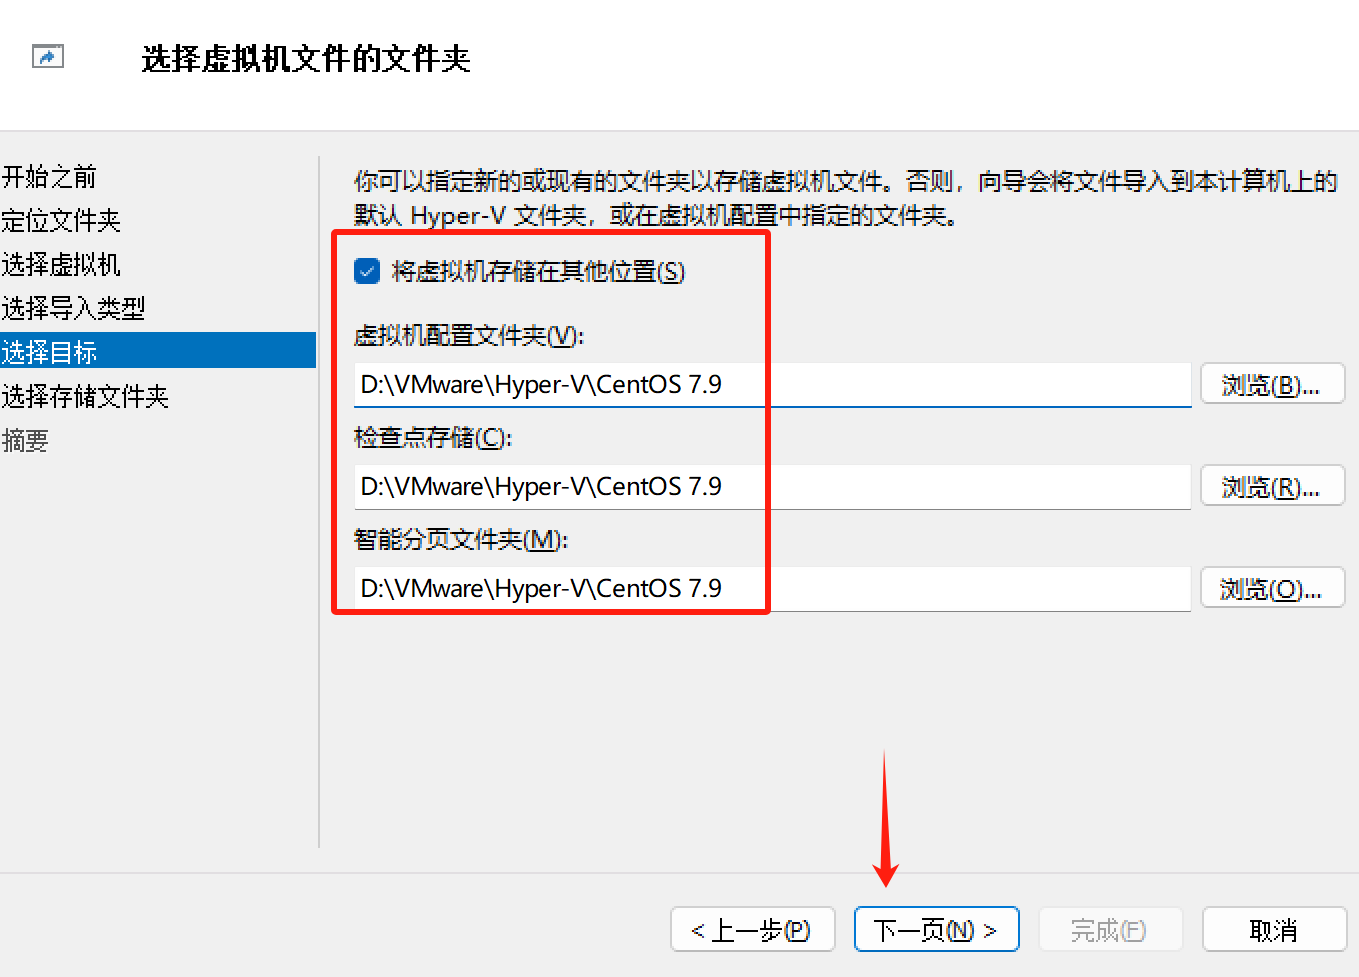 选择虚拟机文件的文件夹
开始之前
定位文件夹
选择虚拟机
选择导入类型
选择目标
选择存储文件夹
摘要
你可以指定新的或现有的文件夹以存储虚拟机文件。否则，向导会将文件导入到本计算机上的
默认 Hyper-V 文件夹，或在虚拟机配置中指定的文件夹。
将虚拟机存储在其他位置(S)
虚拟机配置文件夹(V):
D:\VMware\Hyper-V\CentOS 7.9
浏览(B)...
检查点存储(C):
D:\VMware\Hyper-V\CentOS 7.9
浏览(R)...
智能分页文件夹(M):
D:\VMware\Hyper-V\CentOS 7.9
浏览(O)...
< 上一步(P)
下一页(N) >
完成(F)
取消